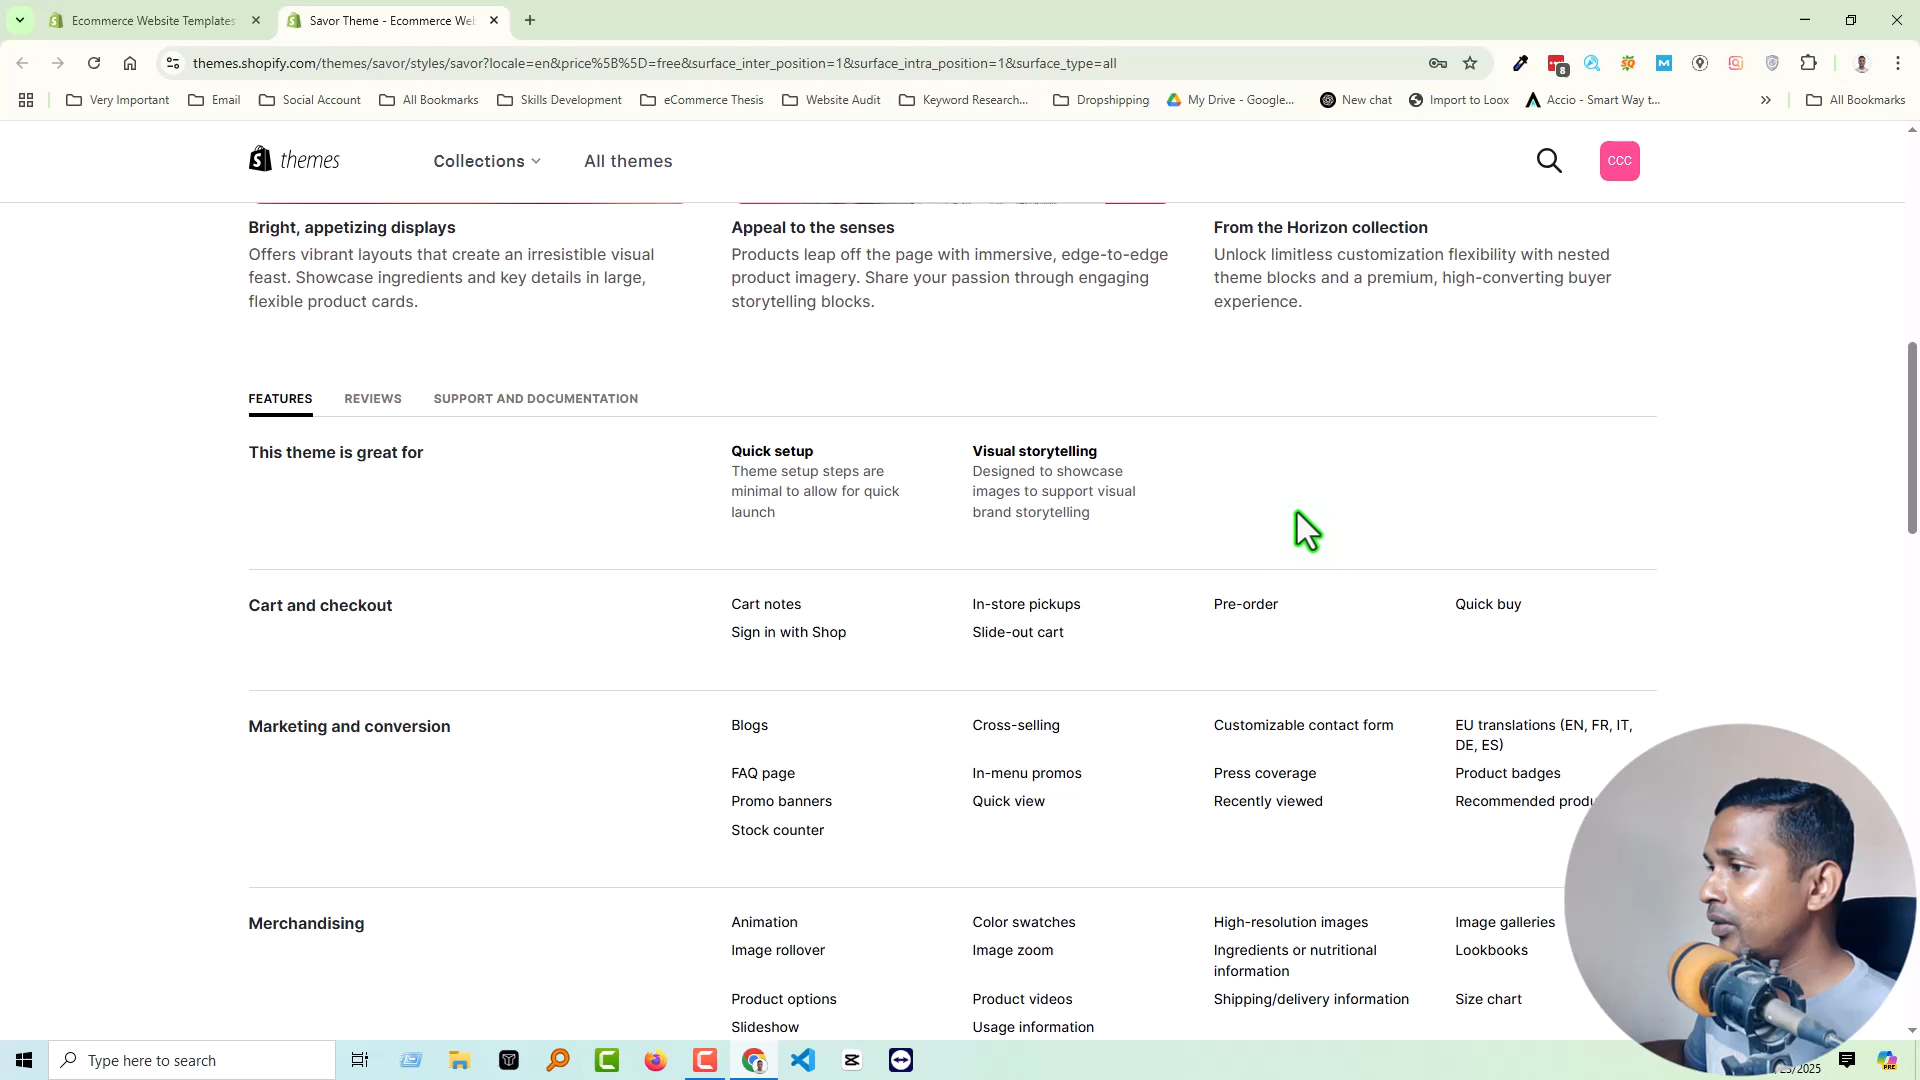 Ecommerce Website Templates
Savor Theme - Ecommerce Web
themes.shopify.com/themes/savor/styles/savor?locale=en&price%5B%5D=free&surface_inter_position=1&surface_intra_position=1&surface_type=all
8
Very Important
Email
Social Account
All Bookmarks
Skills Development
eCommerce Thesis
Website Audit
Keyword Research...
Dropshipping
My Drive - Google...
New chat
Import to Loox
Accio - Smart Way t...
All Bookmarks
themes
Collections
All themes
CCC
Bright, appetizing displays
Offers vibrant layouts that create an irresistible visual
feast. Showcase ingredients and key details in large,
flexible product cards.
Appeal to the senses
Products leap off the page with immersive, edge-to-edge
product imagery. Share your passion through engaging
storytelling blocks.
From the Horizon collection
Unlock limitless customization flexibility with nested
theme blocks and a premium, high-converting buyer
experience.
FEATURES
REVIEWS
SUPPORT AND DOCUMENTATION
This theme is great for
Quick setup
Theme setup steps are
minimal to allow for quick
launch
Visual storytelling
Designed to showcase
images to support visual
brand storytelling
Cart and checkout
Cart notes
In-store pickups
Pre-order
Quick buy
Sign in with Shop
Slide-out cart
Marketing and conversion
Blogs
Cross-selling
Customizable contact form
EU translations (EN, FR, IT,
DE, ES)
FAQ page
In-menu promos
Press coverage
Product badges
Promo banners
Quick view
Recently viewed
Recommended produ
Stock counter
Merchandising
Animation
Color swatches
High-resolution images
Image galleries
Image rollover
Image zoom
Ingredients or nutritional
information
Lookbooks
Product options
Product videos
Shipping/delivery information
Size chart
Slideshow
Usage information
Type here to search